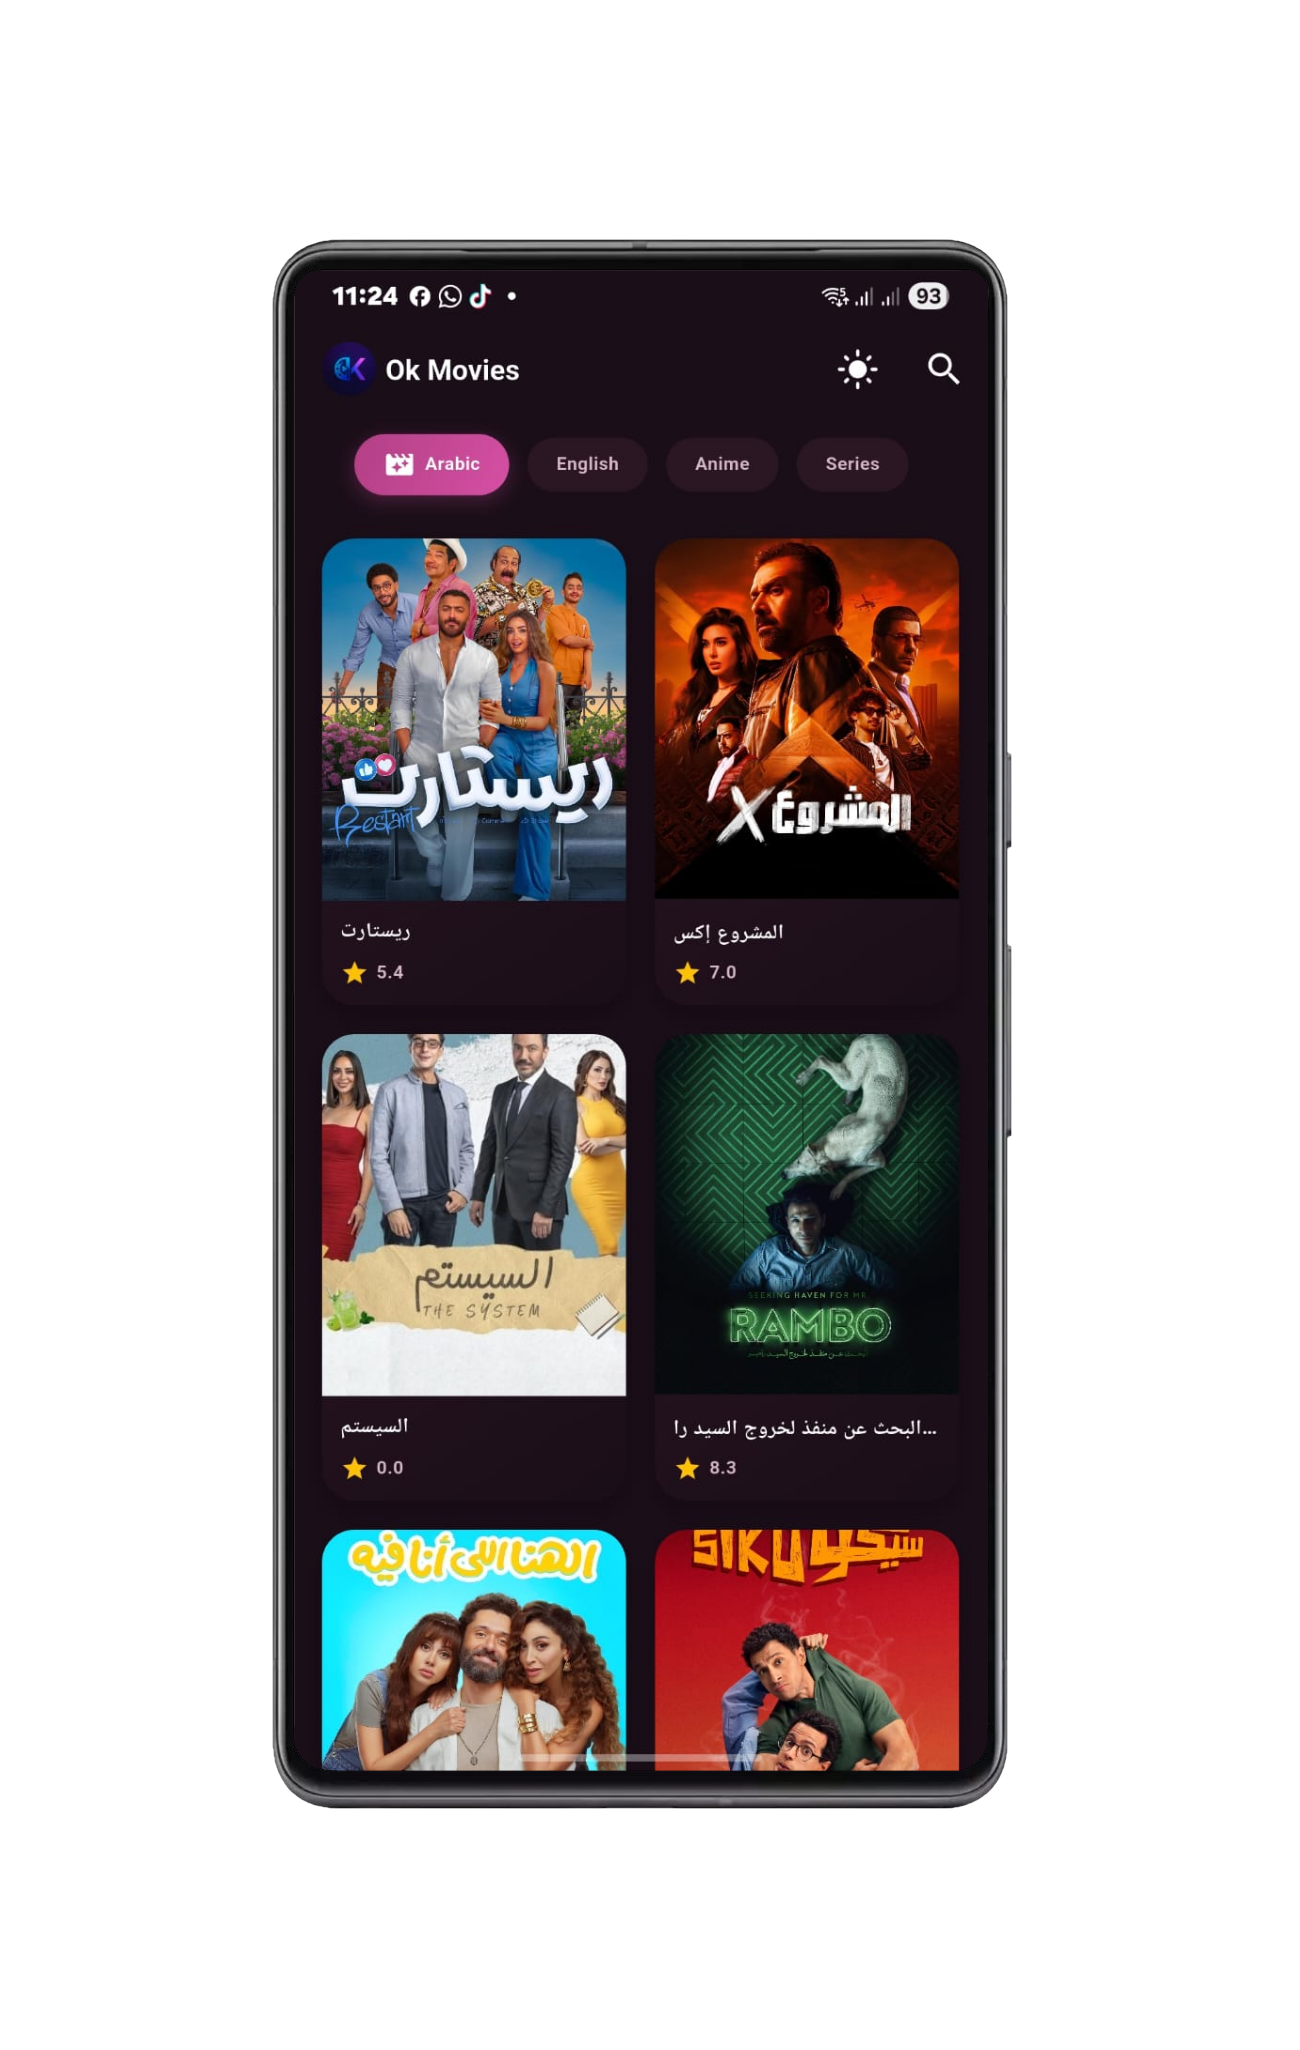 11:24
93
Ok Movies
Arabic
English
Anime
Series
ريستارت
Restart
المشروع X
ريستارت
5.4
المشروع إكس
7.0
السيستم
THE SYSTEM
SEEKING HAVEN FOR MR
RAMBO
السيستم
0.0
البحث عن منفذ لخروج السيد را...
8.3
الهنا اللي أنا فيه
SIKO سيكو